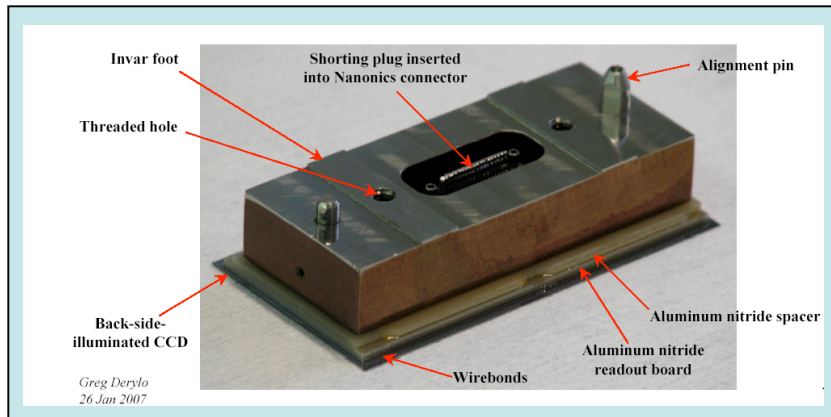 Invar foot
Shorting plug inserted
into Nanonics connector
Alignment pin
Threaded hole
Back-side-
illuminated CCD
Aluminum nitride spacer
Aluminum nitride
readout board
Wirebonds
Greg Derylo
26 Jan 2007